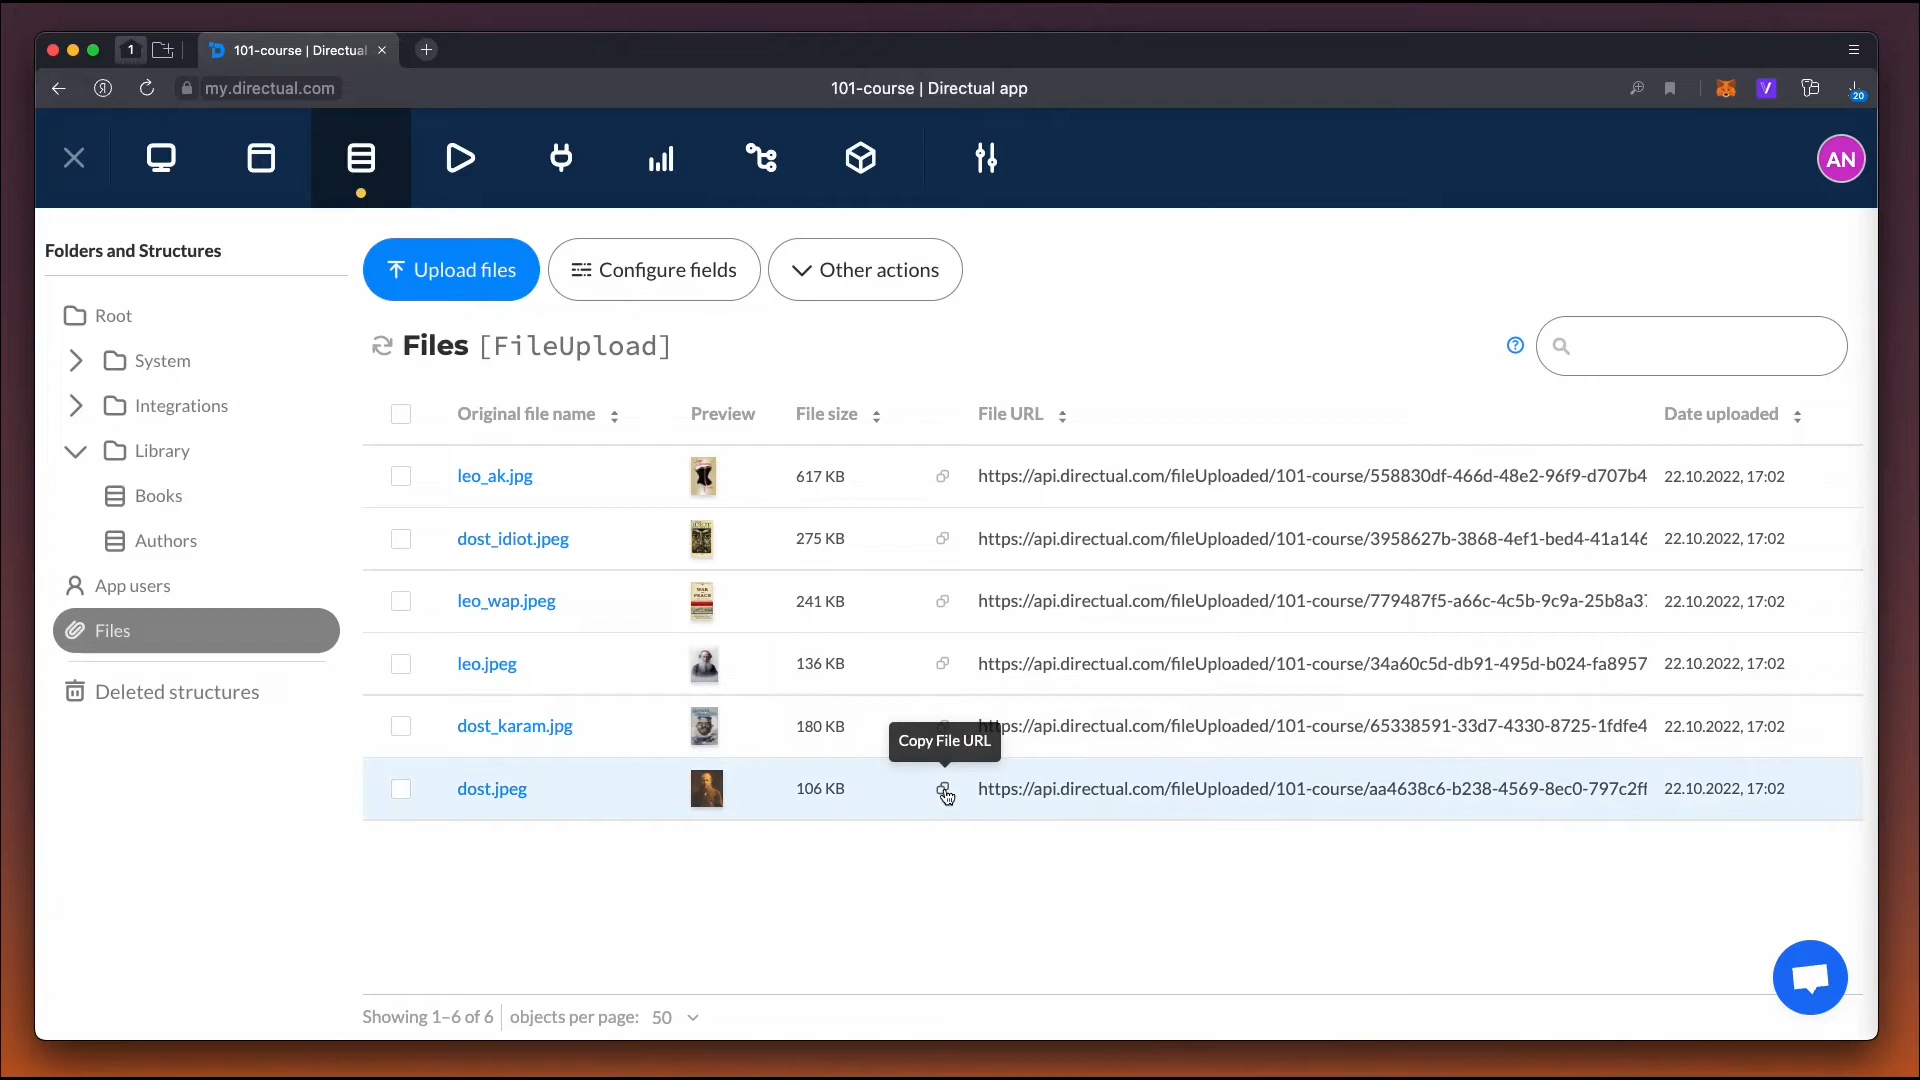 1
101-course | Directual
my.directual.com
101-course | Directual app
20
AN
Folders and Structures
Root
System
Integrations
Library
Books
Authors
App users
Files
Deleted structures
Upload files
Configure fields
Other actions
Files [FileUpload]
Original file name
Preview
File size
File URL
Date uploaded
leo_ak.jpg
617 KB
https://api.directual.com/fileUploaded/101-course/558830df-466d-48e2-96f9-d707b4
22.10.2022, 17:02
dost_idiot.jpeg
275 KB
https://api.directual.com/fileUploaded/101-course/3958627b-3868-4ef1-bed4-41a146
22.10.2022, 17:02
leo_wap.jpeg
WAR
PEACE
241 KB
https://api.directual.com/fileUploaded/101-course/779487f5-a66c-4c5b-9c9a-25b8a3
22.10.2022, 17:02
leo.jpeg
136 KB
https://api.directual.com/fileUploaded/101-course/34a60c5d-db91-495d-b024-fa8957
22.10.2022, 17:02
dost_karam.jpg
180 KB
https://api.directual.com/fileUploaded/101-course/65338591-33d7-4330-8725-1fdfe4
22.10.2022, 17:02
Copy File URL
dost.jpeg
106 KB
https://api.directual.com/fileUploaded/101-course/aa4638c6-b238-4569-8ec0-797c2ff
22.10.2022, 17:02
Showing 1–6 of 6
objects per page: 50